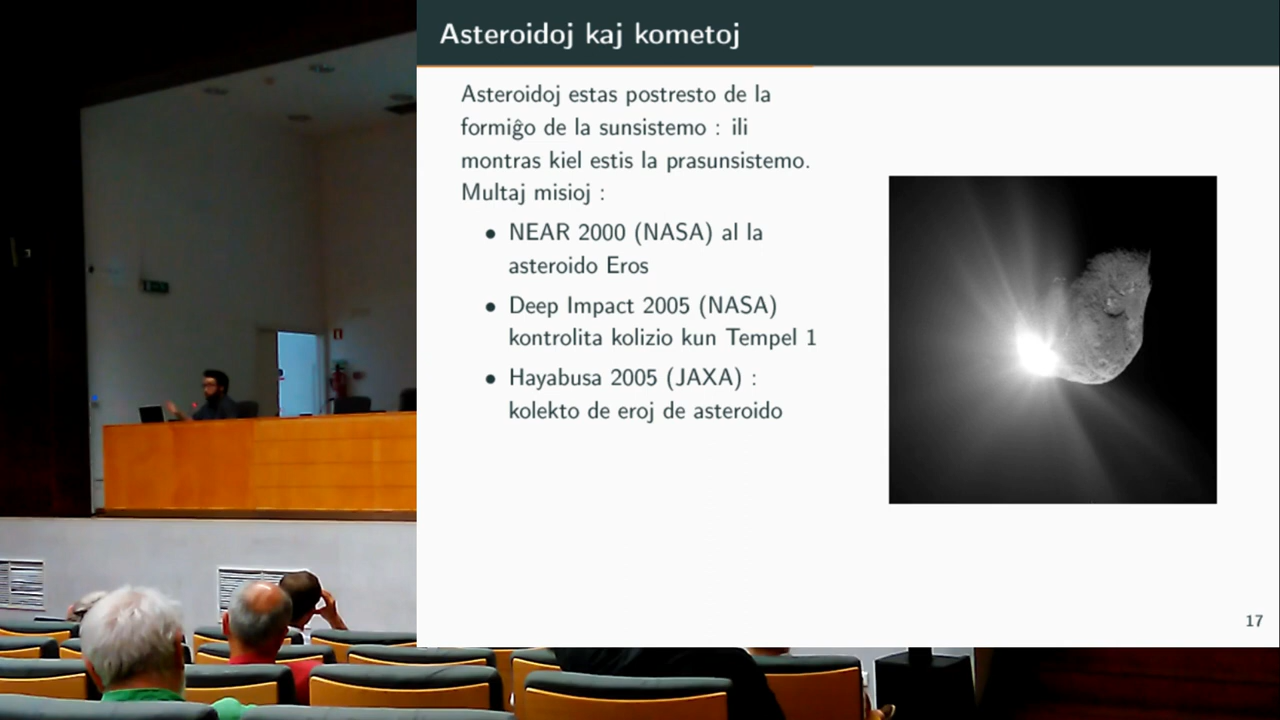 Asteroidoj kaj kometoj
Asteroidoj estas postresto de la
formiĝo de la sunsistemo : ili
montras kiel estis la prasunsistemo.
Multaj misioj :
• NEAR 2000 (NASA) al la
asteroido Eros
• Deep Impact 2005 (NASA)
kontrolita kolizio kun Tempel 1
• Hayabusa 2005 (JAXA) :
kolekto de eroj de asteroido
17